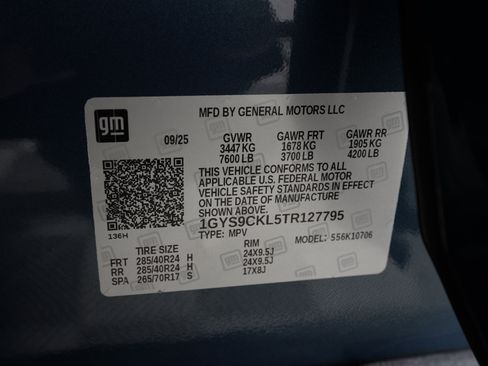 gm
MFD BY GENERAL MOTORS LLC
09/25 GVWR GAWR FRT GAWR RR
3447 KG 1678 KG 1905 KG
7600 LB 3700 LB 4200 LB
THIS VEHICLE CONFORMS TO ALL
APPLICABLE U.S. FEDERAL MOTOR
VEHICLE SAFETY STANDARDS IN EFFECT
ON THE DATE OF MANUFACTURE
SHOWN ABOVE.
1GYS9CKL5TR127795
136H TYPE: MPV MODEL: 556K10706
TIRE SIZE RIM
FRT 285/40R24 H 24X9.5J
RR 285/40R24 H 24X9.5J
SPA 265/70R17 S 17X8J